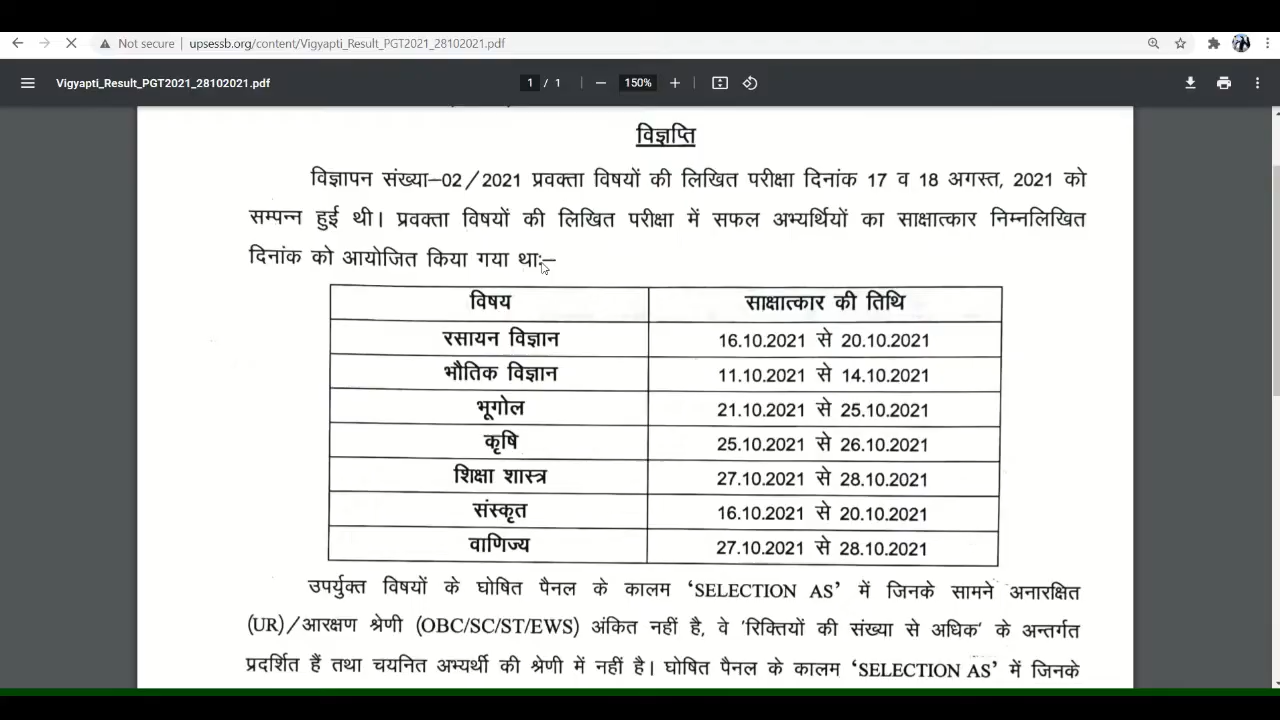 Not secure | upsessb.org/content/Vigyapti_Result_PGT2021_28102021.pdf
Vigyapti_Result_PGT2021_28102021.pdf 1 / 1 150%
विज्ञप्ति
विज्ञापन संख्या–02/2021 प्रवक्ता विषयों की लिखित परीक्षा दिनांक 17 व 18 अगस्त, 2021 को
सम्पन्न हुई थी। प्रवक्ता विषयों की लिखित परीक्षा में सफल अभ्यर्थियों का साक्षात्कार निम्नलिखित
दिनांक को आयोजित किया गया था:–
विषय साक्षात्कार की तिथि
रसायन विज्ञान 16.10.2021 से 20.10.2021
भौतिक विज्ञान 11.10.2021 से 14.10.2021
भूगोल 21.10.2021 से 25.10.2021
कृषि 25.10.2021 से 26.10.2021
शिक्षा शास्त्र 27.10.2021 से 28.10.2021
संस्कृत 16.10.2021 से 20.10.2021
वाणिज्य 27.10.2021 से 28.10.2021
उपर्युक्त विषयों के घोषित पैनल के कालम ‘SELECTION AS’ में जिनके सामने अनारक्षित
(UR)/आरक्षण श्रेणी (OBC/SC/ST/EWS) अंकित नहीं है, वे ‘रिक्तियों की संख्या से अधिक’ के अन्तर्गत
प्रदर्शित हैं तथा चयनित अभ्यर्थी की श्रेणी में नहीं है। घोषित पैनल के कालम ‘SELECTION AS’ में जिनके